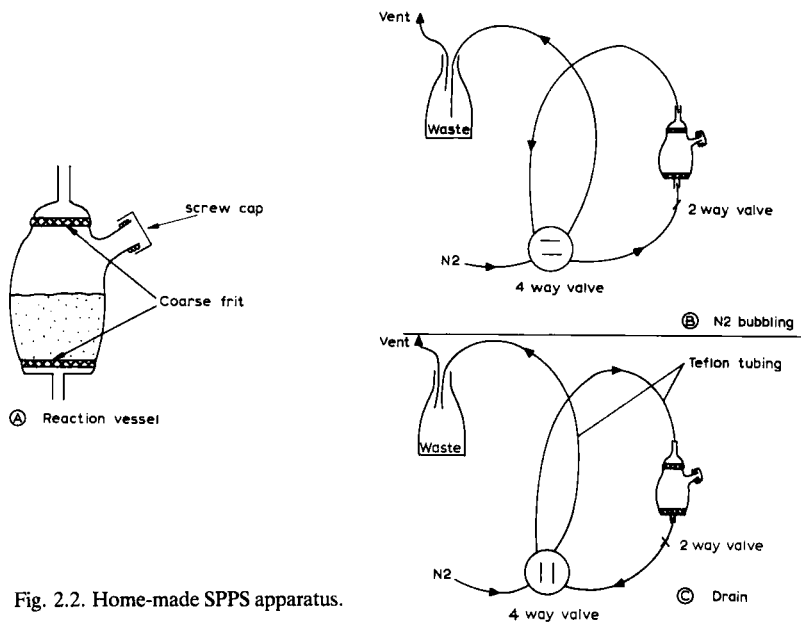 screw cap
Coarse frit
Ⓐ Reaction vessel
Vent
Waste
2 way valve
N2
4 way valve
Ⓑ N2 bubbling
Vent
Teflon tubing
Waste
2 way valve
N2
4 way valve
Ⓒ Drain
Fig. 2.2. Home-made SPPS apparatus.